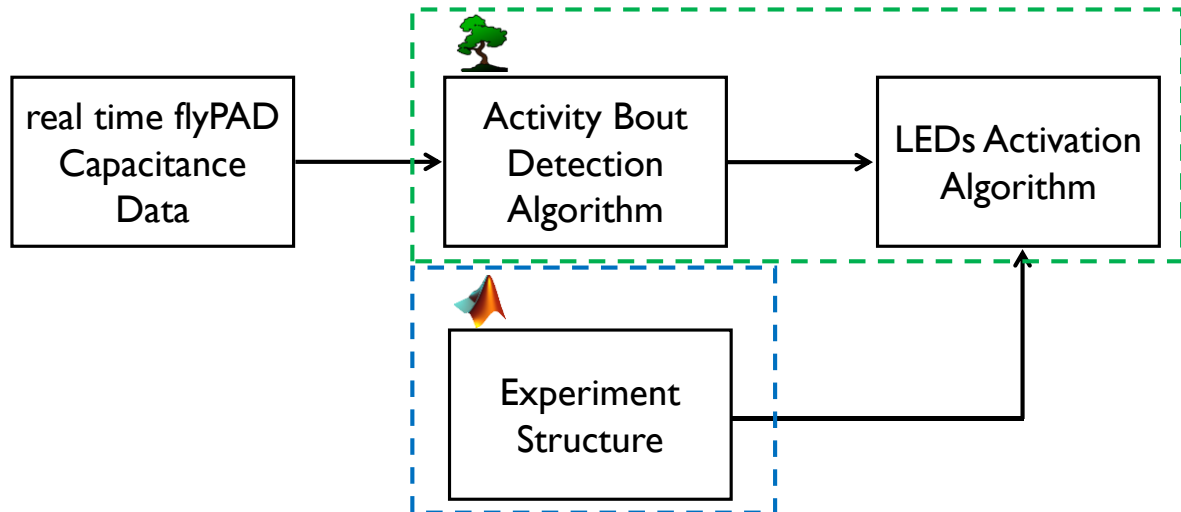 real time flyPAD
Capacitance
Data
Activity Bout
Detection
Algorithm
LEDs Activation
Algorithm
Experiment
Structure